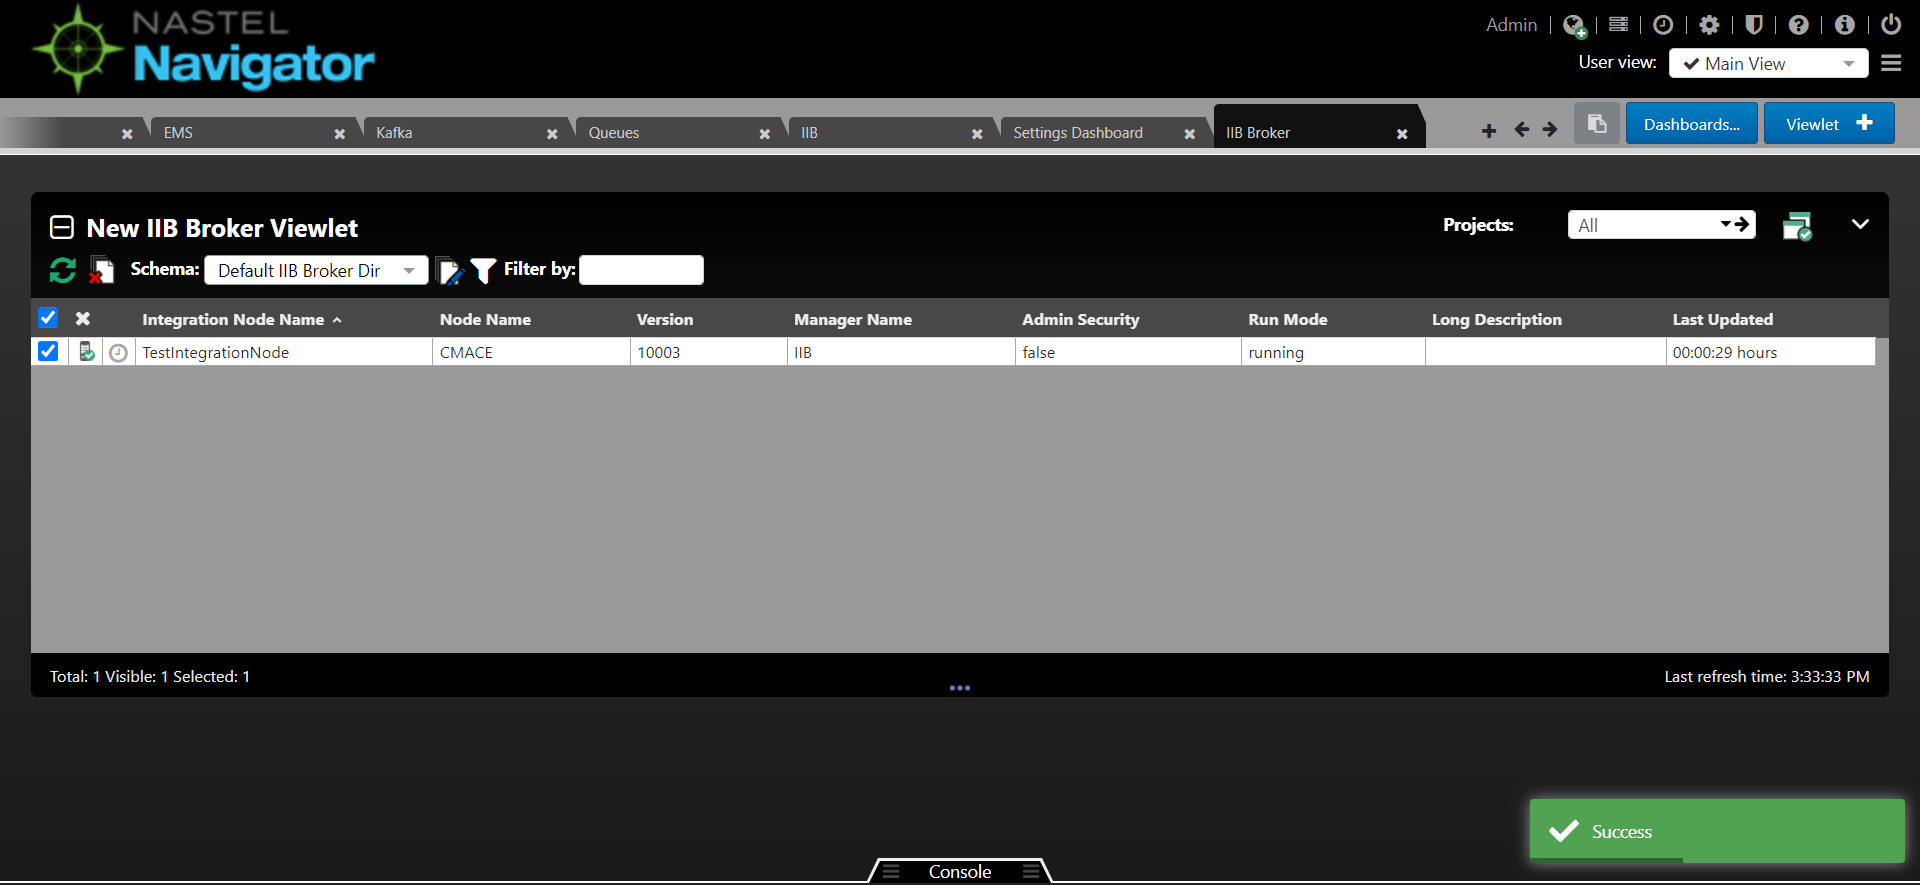 NASTEL
Navigator
Admin
User view: Main View
EMS
Kafka
Queues
IIB
Settings Dashboard
IIB Broker
Dashboards...
Viewlet
New IIB Broker Viewlet
Projects: All
Schema: Default IIB Broker Dir
Filter by:
Integration Node Name Node Name Version Manager Name Admin Security Run Mode Long Description Last Updated
TestIntegrationNode CMACE 10003 IIB false running 00:00:29 hours
Total: 1 Visible: 1 Selected: 1
Last refresh time: 3:33:33 PM
Success
Console